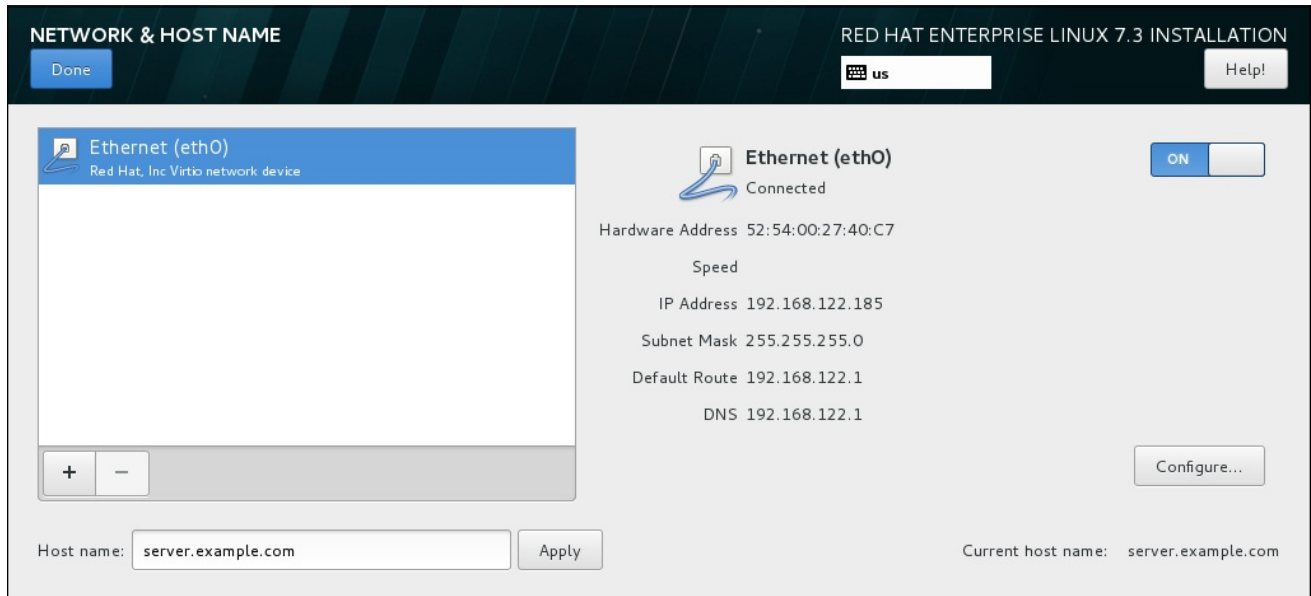 NETWORK & HOST NAME
RED HAT ENTERPRISE LINUX 7.3 INSTALLATION
Done
us
Help!
Ethernet (eth0)
Red Hat, Inc Virtio network device
Ethernet (eth0)
Connected
ON
Hardware Address 52:54:00:27:40:C7
Speed
IP Address 192.168.122.185
Subnet Mask 255.255.255.0
Default Route 192.168.122.1
DNS 192.168.122.1
+ −
Configure...
Host name: server.example.com Apply
Current host name: server.example.com